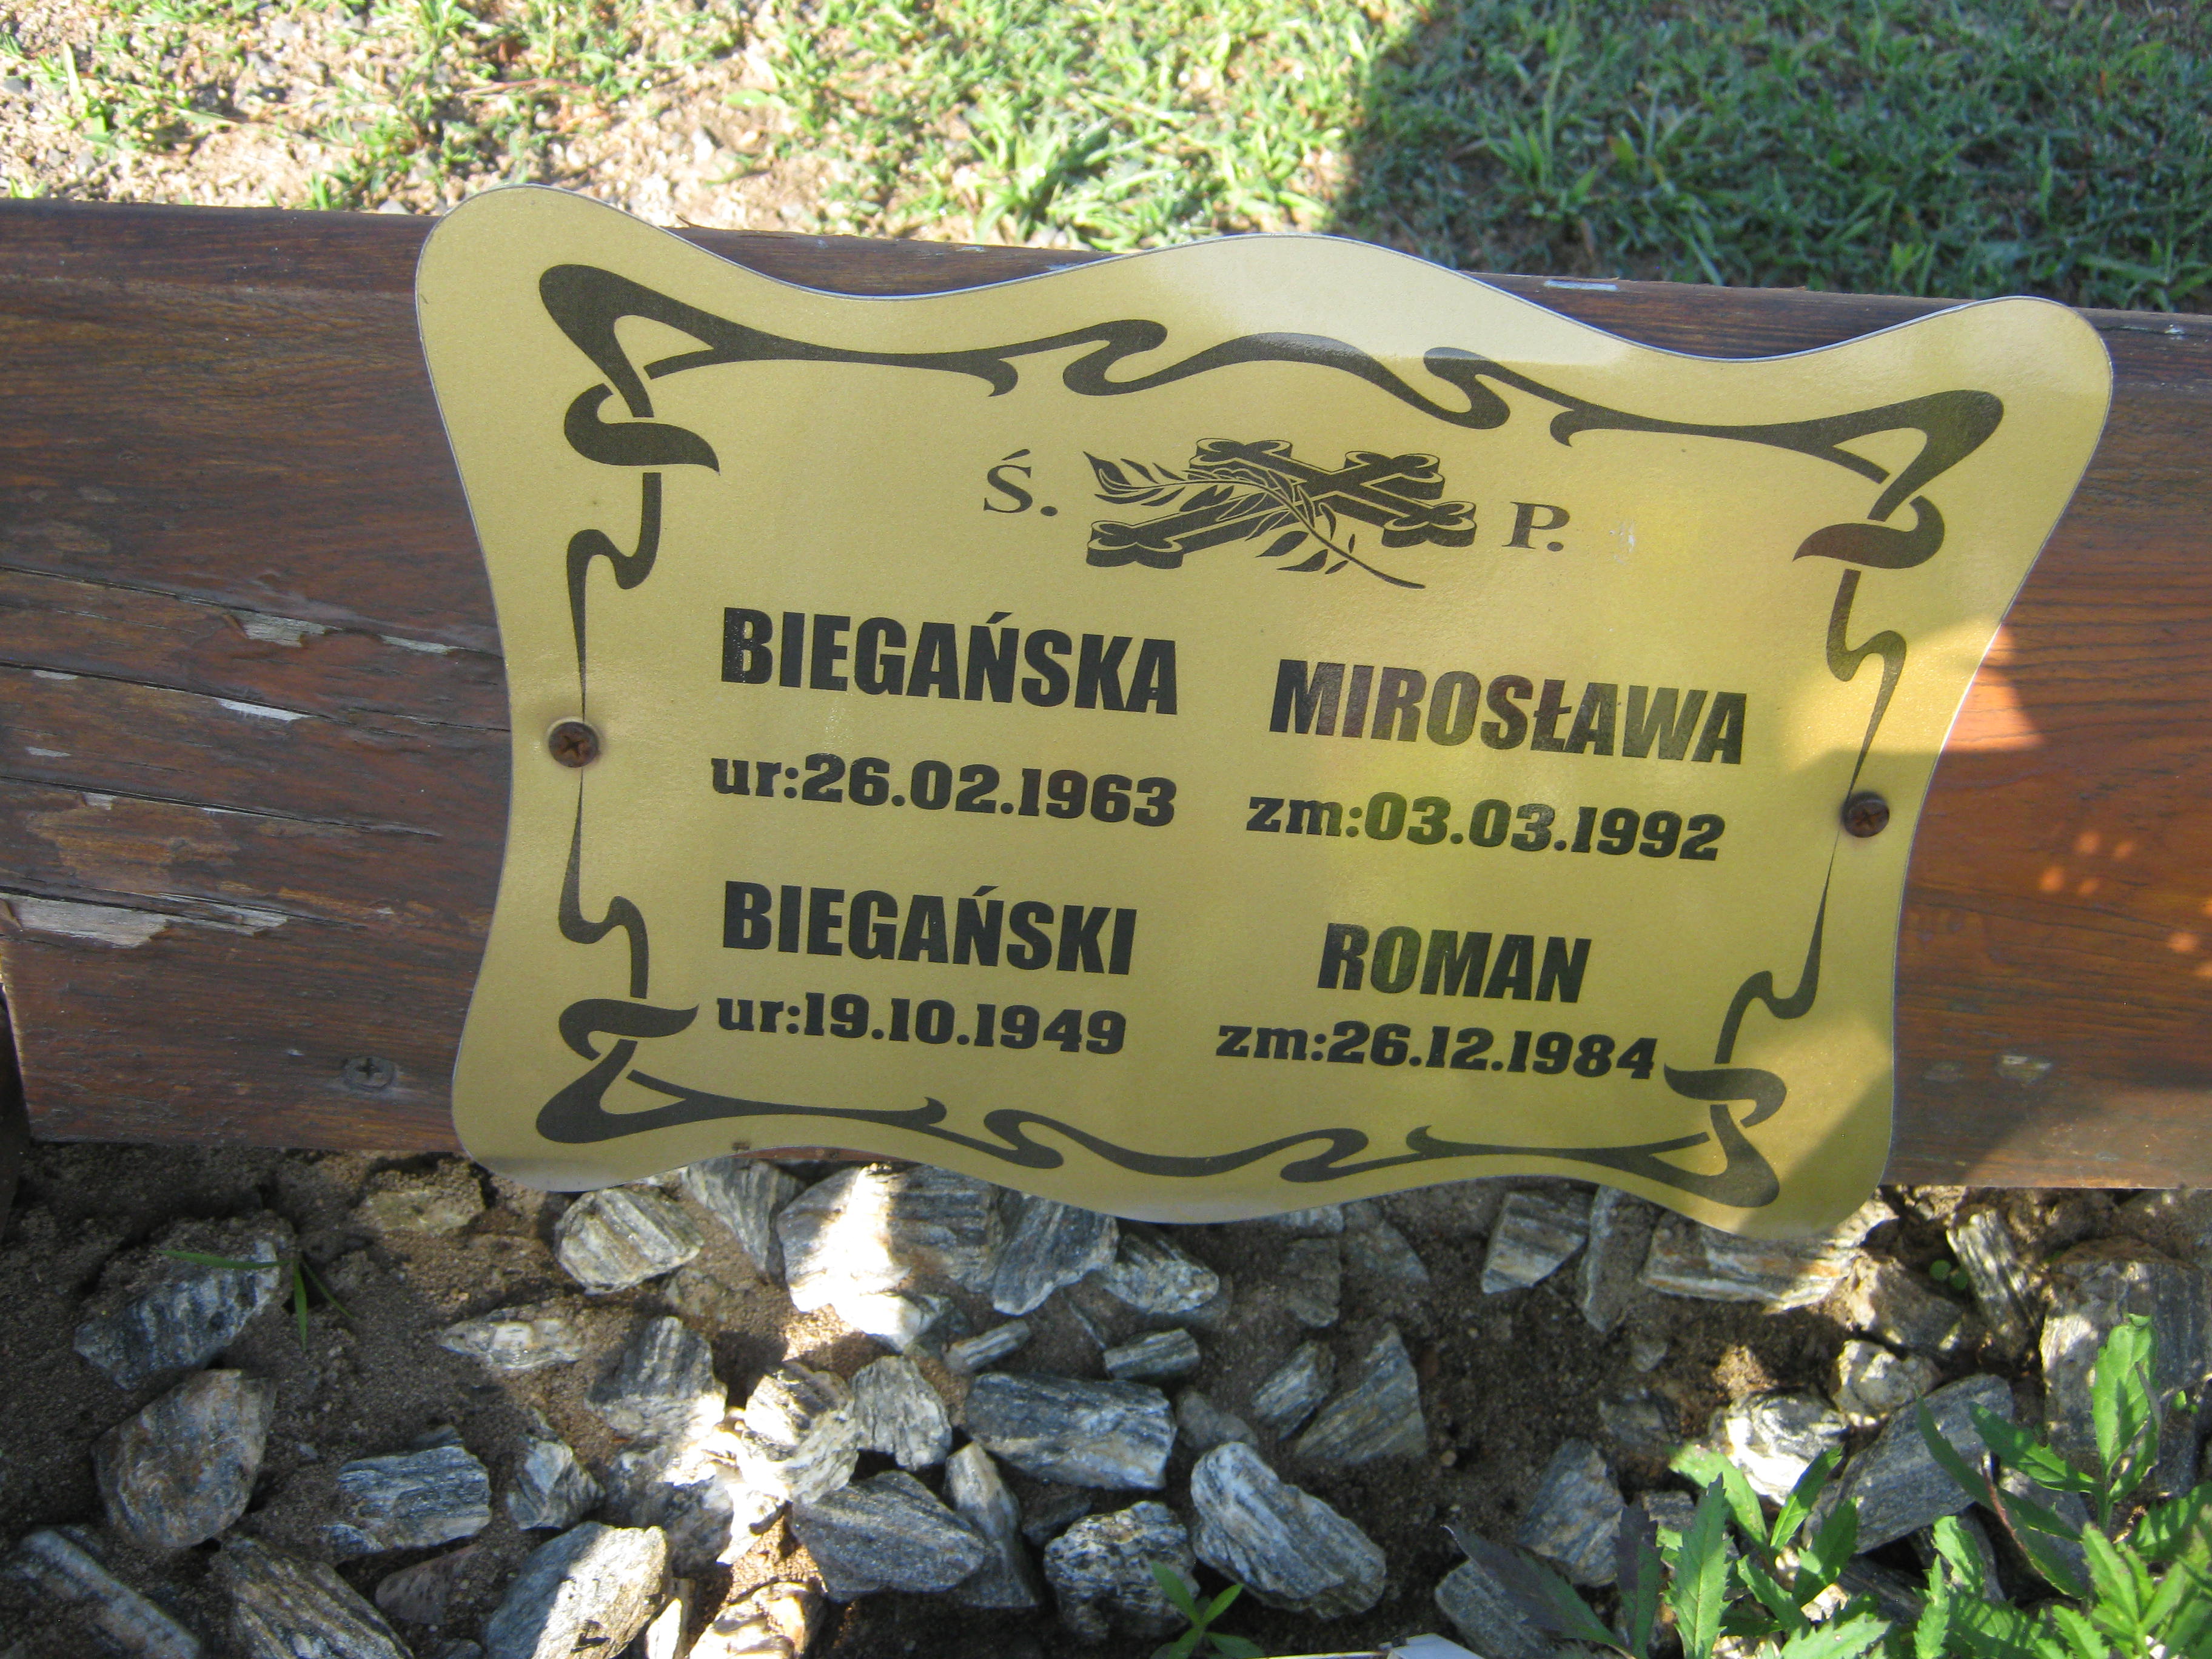 Ś. P.
BIEGAŃSKA MIROSŁAWA
ur:26.02.1963 zm:03.03.1992
BIEGAŃSKI ROMAN
ur:19.10.1949 zm:26.12.1984